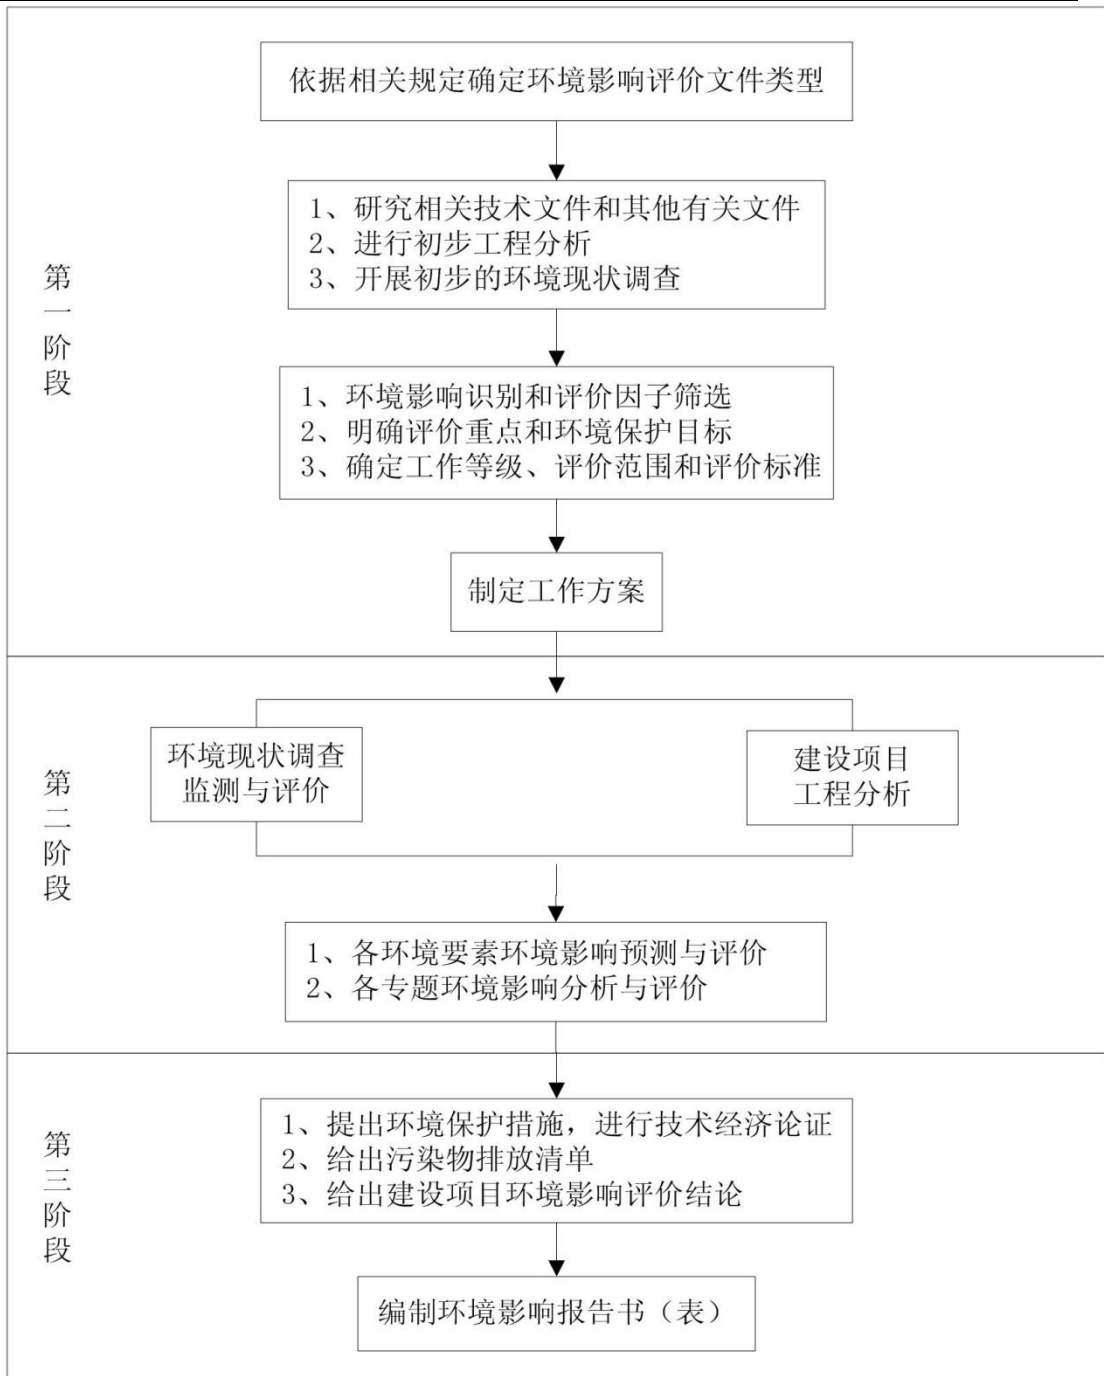 依据相关规定确定环境影响评价文件类型
1、研究相关技术文件和其他有关文件
2、进行初步工程分析
3、开展初步的环境现状调查
第一阶段
1、环境影响识别和评价因子筛选
2、明确评价重点和环境保护目标
3、确定工作等级、评价范围和评价标准
制定工作方案
环境现状调查
监测与评价
建设项目
工程分析
第二阶段
1、各环境要素环境影响预测与评价
2、各专题环境影响分析与评价
1、提出环境保护措施，进行技术经济论证
2、给出污染物排放清单
3、给出建设项目环境影响评价结论
第三阶段
编制环境影响报告书（表）